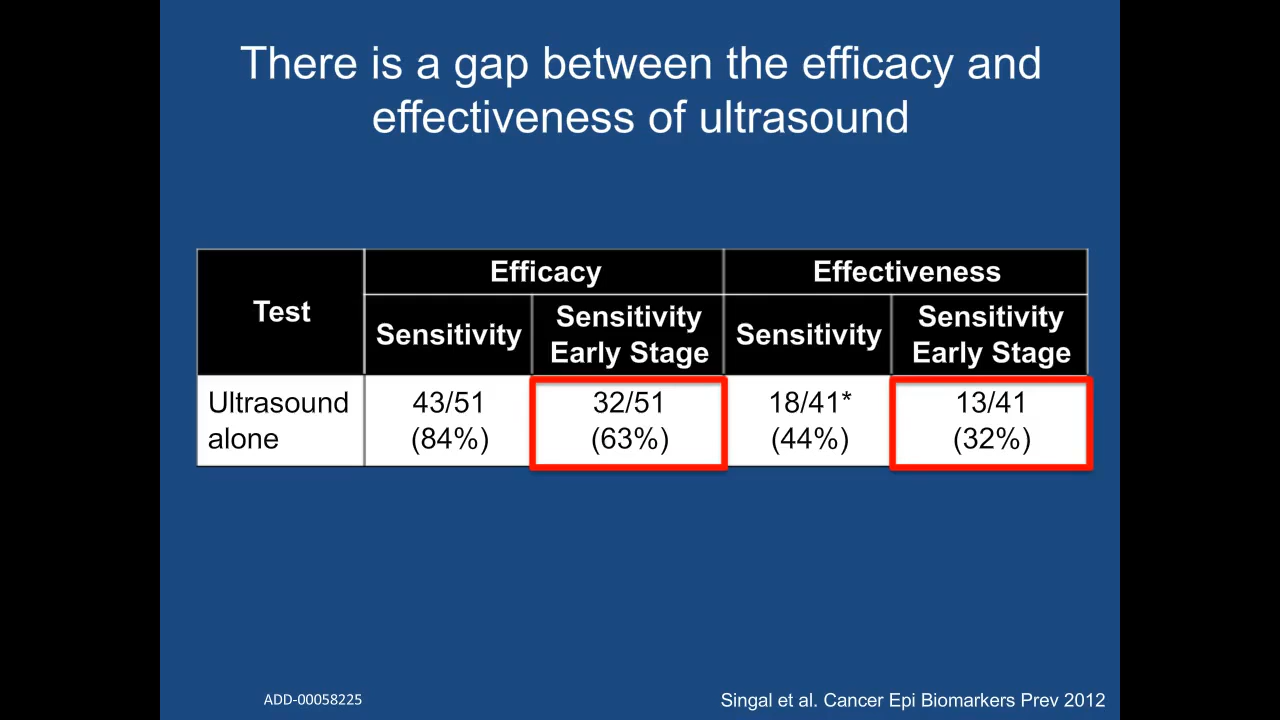 There is a gap between the efficacy and
effectiveness of ultrasound
Test
Efficacy
Effectiveness
Sensitivity
Sensitivity
Early Stage
Sensitivity
Sensitivity
Early Stage
Ultrasound
alone
43/51
(84%)
32/51
(63%)
18/41*
(44%)
13/41
(32%)
ADD-00058225
Singal et al. Cancer Epi Biomarkers Prev 2012